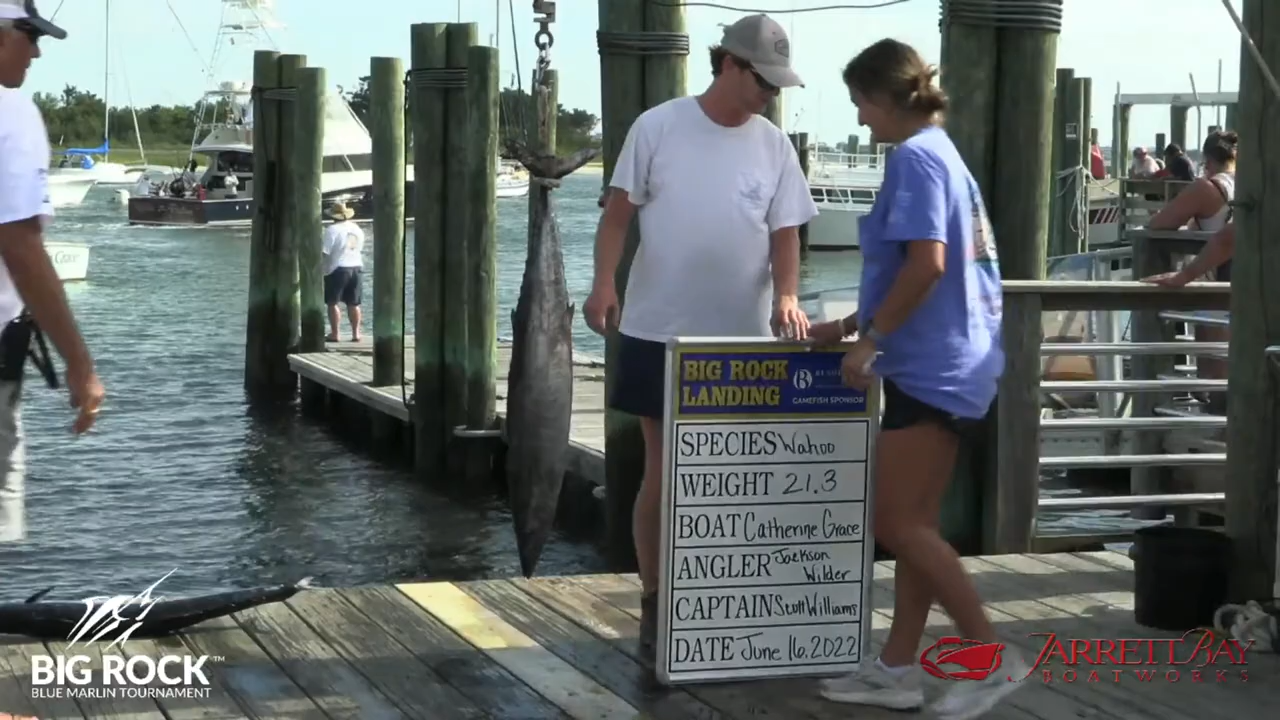 BIG ROCK
LANDING
GAMEFISH SPONSOR
SPECIES Wahoo
WEIGHT 21.3
BOAT Catherine Grace
ANGLER Jackson
Wilder
CAPTAIN Scott Williams
DATE June 16, 2022
BIG ROCK™
BLUE MARLIN TOURNAMENT
JARRETT BAY
BOATWORKS